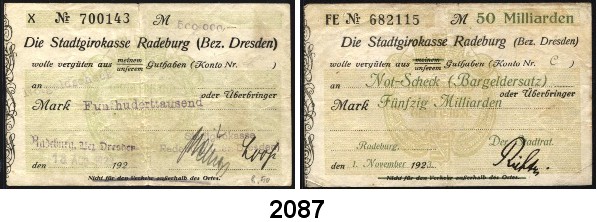 X № 700143 M 500.000.-
Die Stadtgirokasse Radeburg (Bez. Dresden)
wolle vergüten aus meinem unserem Guthaben (Konto Nr. )
an oder Überbringer
Mark Fünfhunderttausend
Radeburg, Bez. Dresden
den 192
Nicht für den Verkehr außerhalb des Ortes.
FE № 682115 M 50 Milliarden
Die Stadtgirokasse Radeburg (Bez. Dresden)
wolle vergüten aus meinem unserem Guthaben (Konto Nr. C )
an Not-Scheck (Bargeldersatz) oder Überbringer
Mark Fünfzig Milliarden
Radeburg, Der Stadtrat.
den 1. November 1923.
Nicht für den Verkehr außerhalb des Ortes.
2087